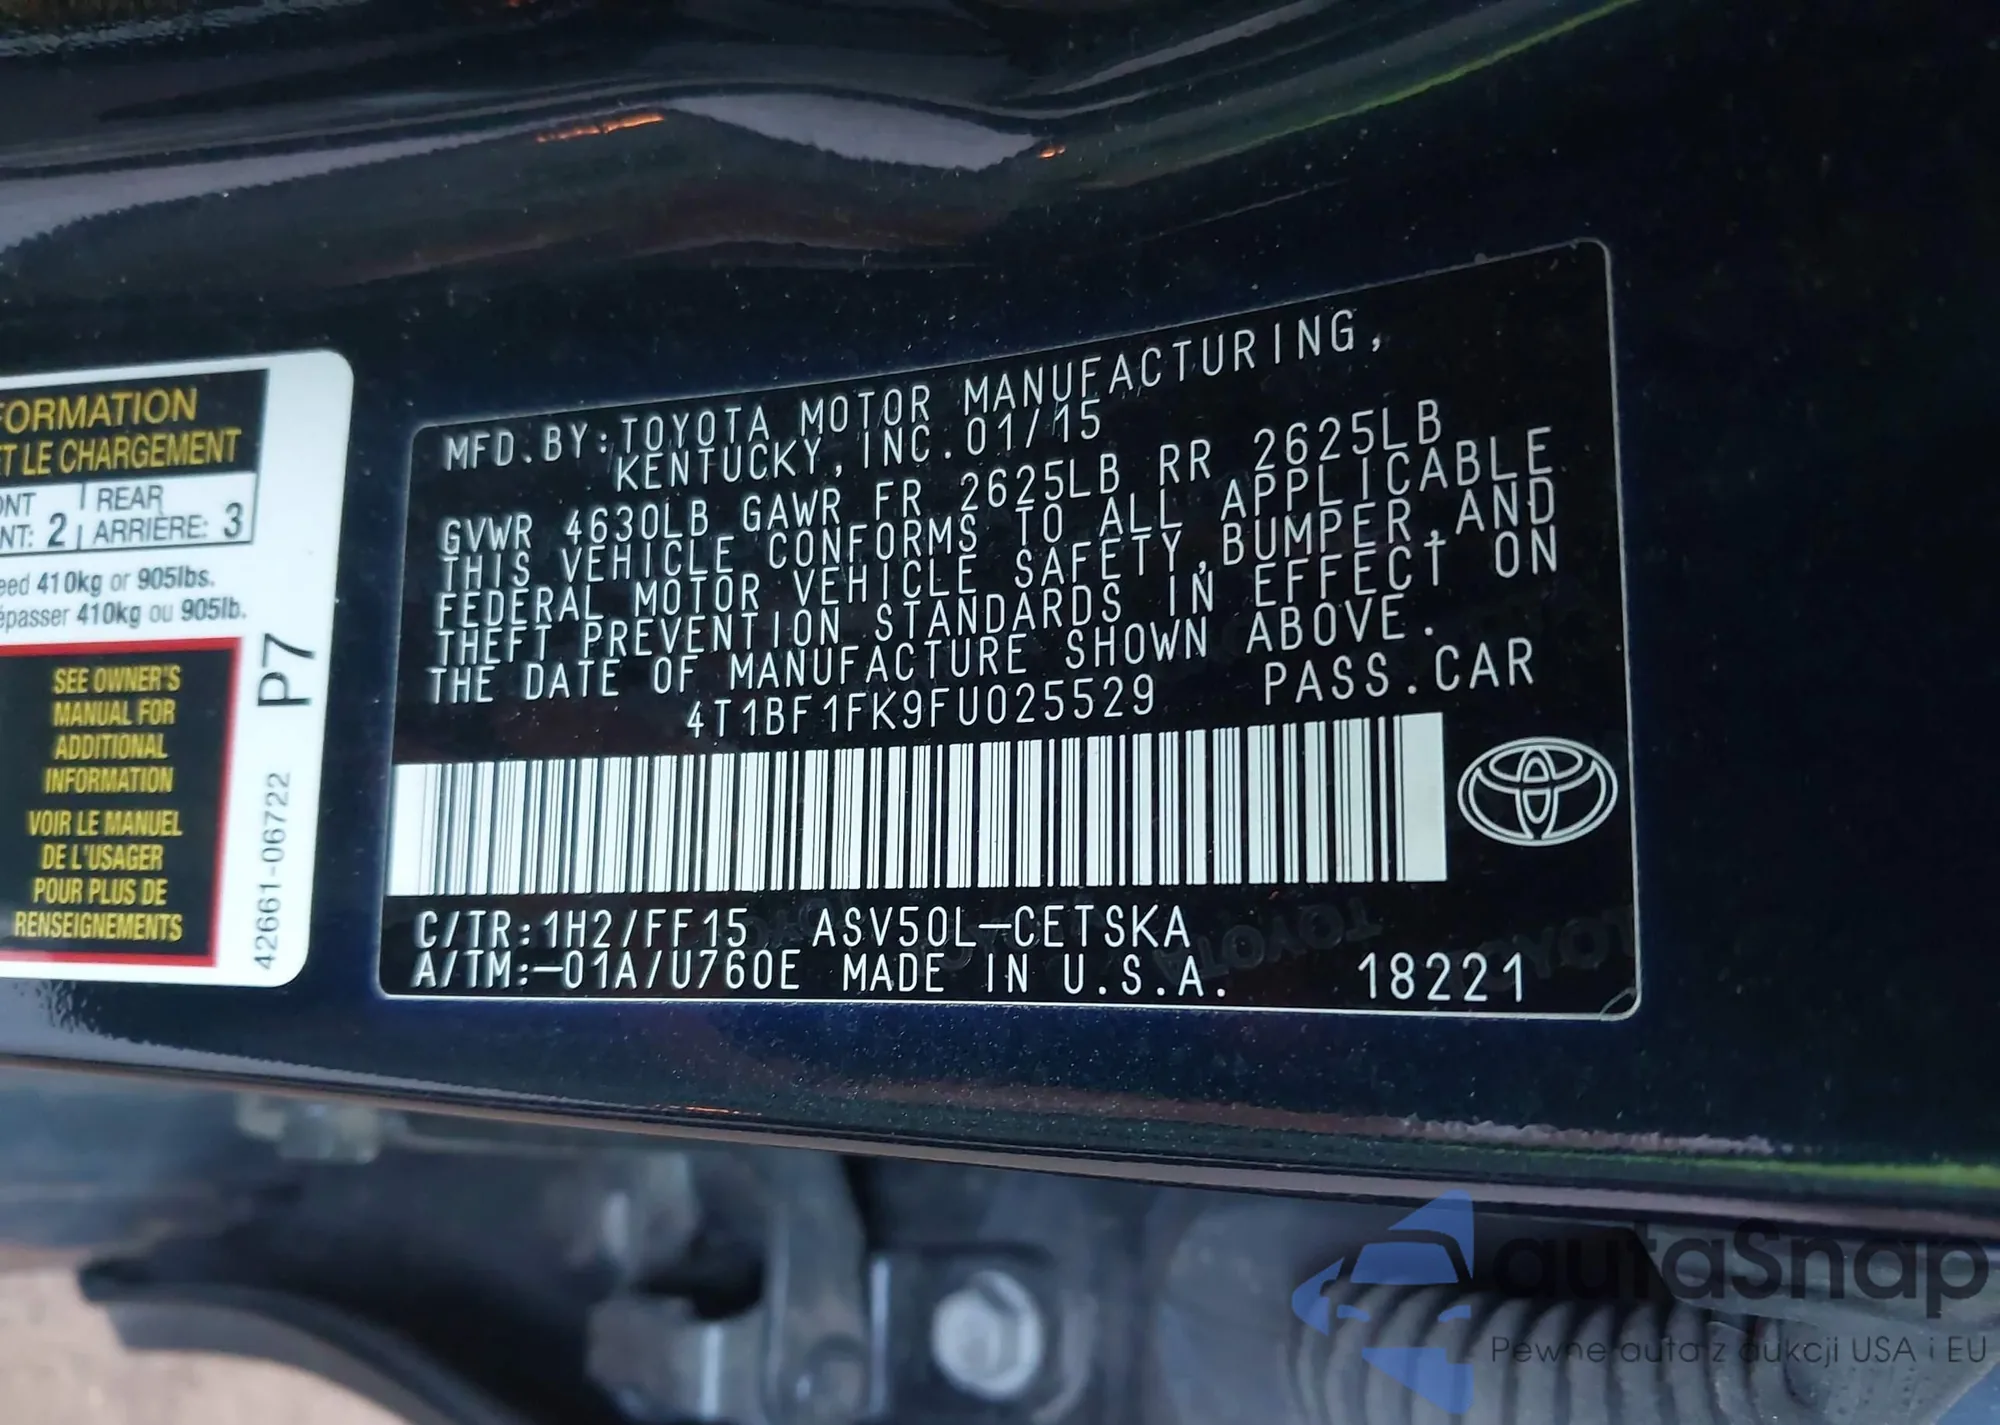 FORMATION
ET LE CHARGEMENT
ONT REAR
NT: 2 ARRIÈRE: 3
eed 410kg or 905lbs.
épasser 410kg ou 905lb.
SEE OWNER'S
MANUAL FOR
ADDITIONAL
INFORMATION
VOIR LE MANUEL
DE L'USAGER
POUR PLUS DE
RENSEIGNEMENTS
P7
42661-06722
MFD.BY:TOYOTA MOTOR MANUFACTURING,
KENTUCKY, INC.01/15
GVWR 4630LB GAWR FR 2625LB RR 2625LB
THIS VEHICLE CONFORMS TO ALL APPLICABLE
FEDERAL MOTOR VEHICLE SAFETY,BUMPER,AND
THEFT PREVENTION STANDARDS IN EFFECT ON
THE DATE OF MANUFACTURE SHOWN ABOVE.
4T1BF1FK9FU025529 PASS.CAR
C/TR:1H2/FF15 ASV50L-CETSKA
A/TM:-01A/U760E MADE IN U.S.A. 18221
autaSnap
Pewne auta z aukcji USA i EU